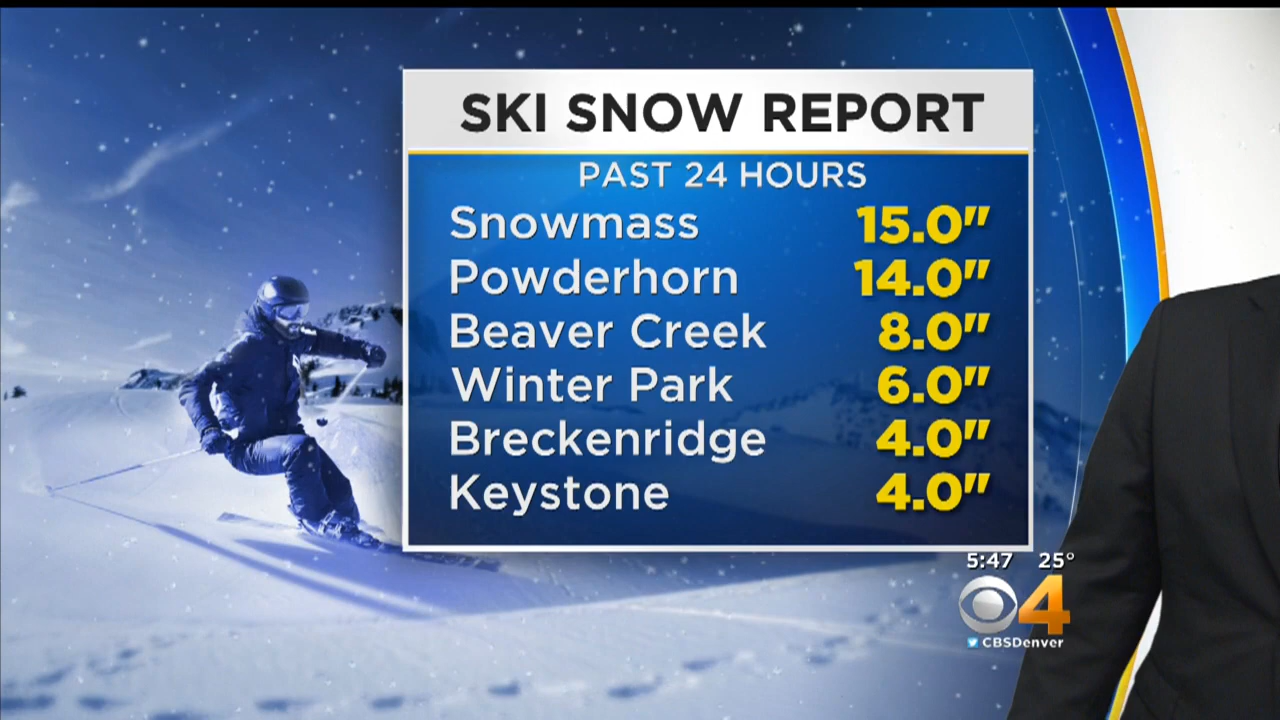 SKI SNOW REPORT
PAST 24 HOURS
Snowmass 15.0"
Powderhorn 14.0"
Beaver Creek 8.0"
Winter Park 6.0"
Breckenridge 4.0"
Keystone 4.0"
5:47 25°
4
CBSDenver